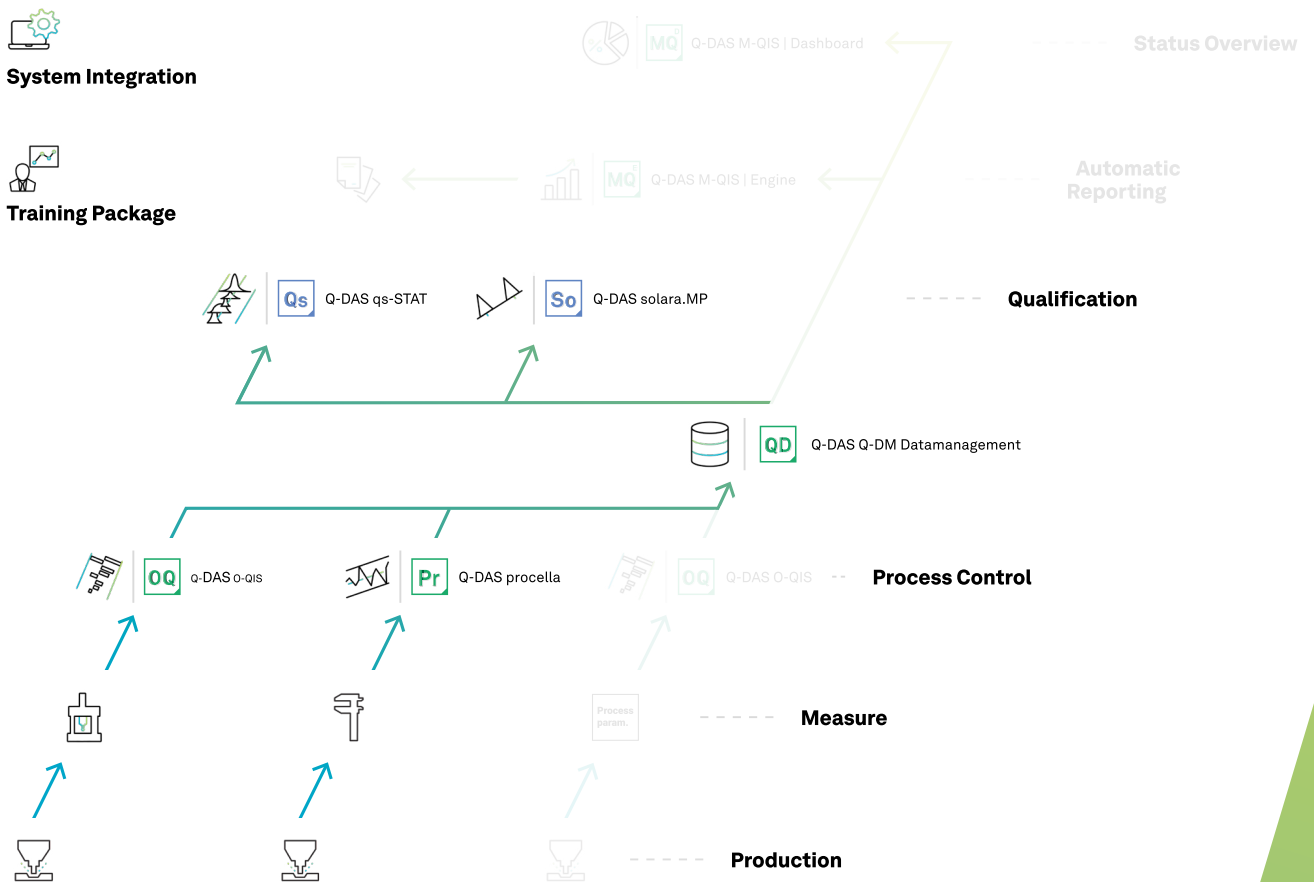 System Integration
MQ Q-DAS M-QIS | Dashboard
Status Overview
Training Package
MQ Q-DAS M-QIS | Engine
Automatic
Reporting
Qs Q-DAS qs-STAT
So Q-DAS solara.MP
Qualification
QD Q-DAS Q-DM Datamanagement
OQ Q-DAS O-QIS
Pr Q-DAS procella
OQ Q-DAS O-QIS
Process Control
Process
param.
Measure
Production